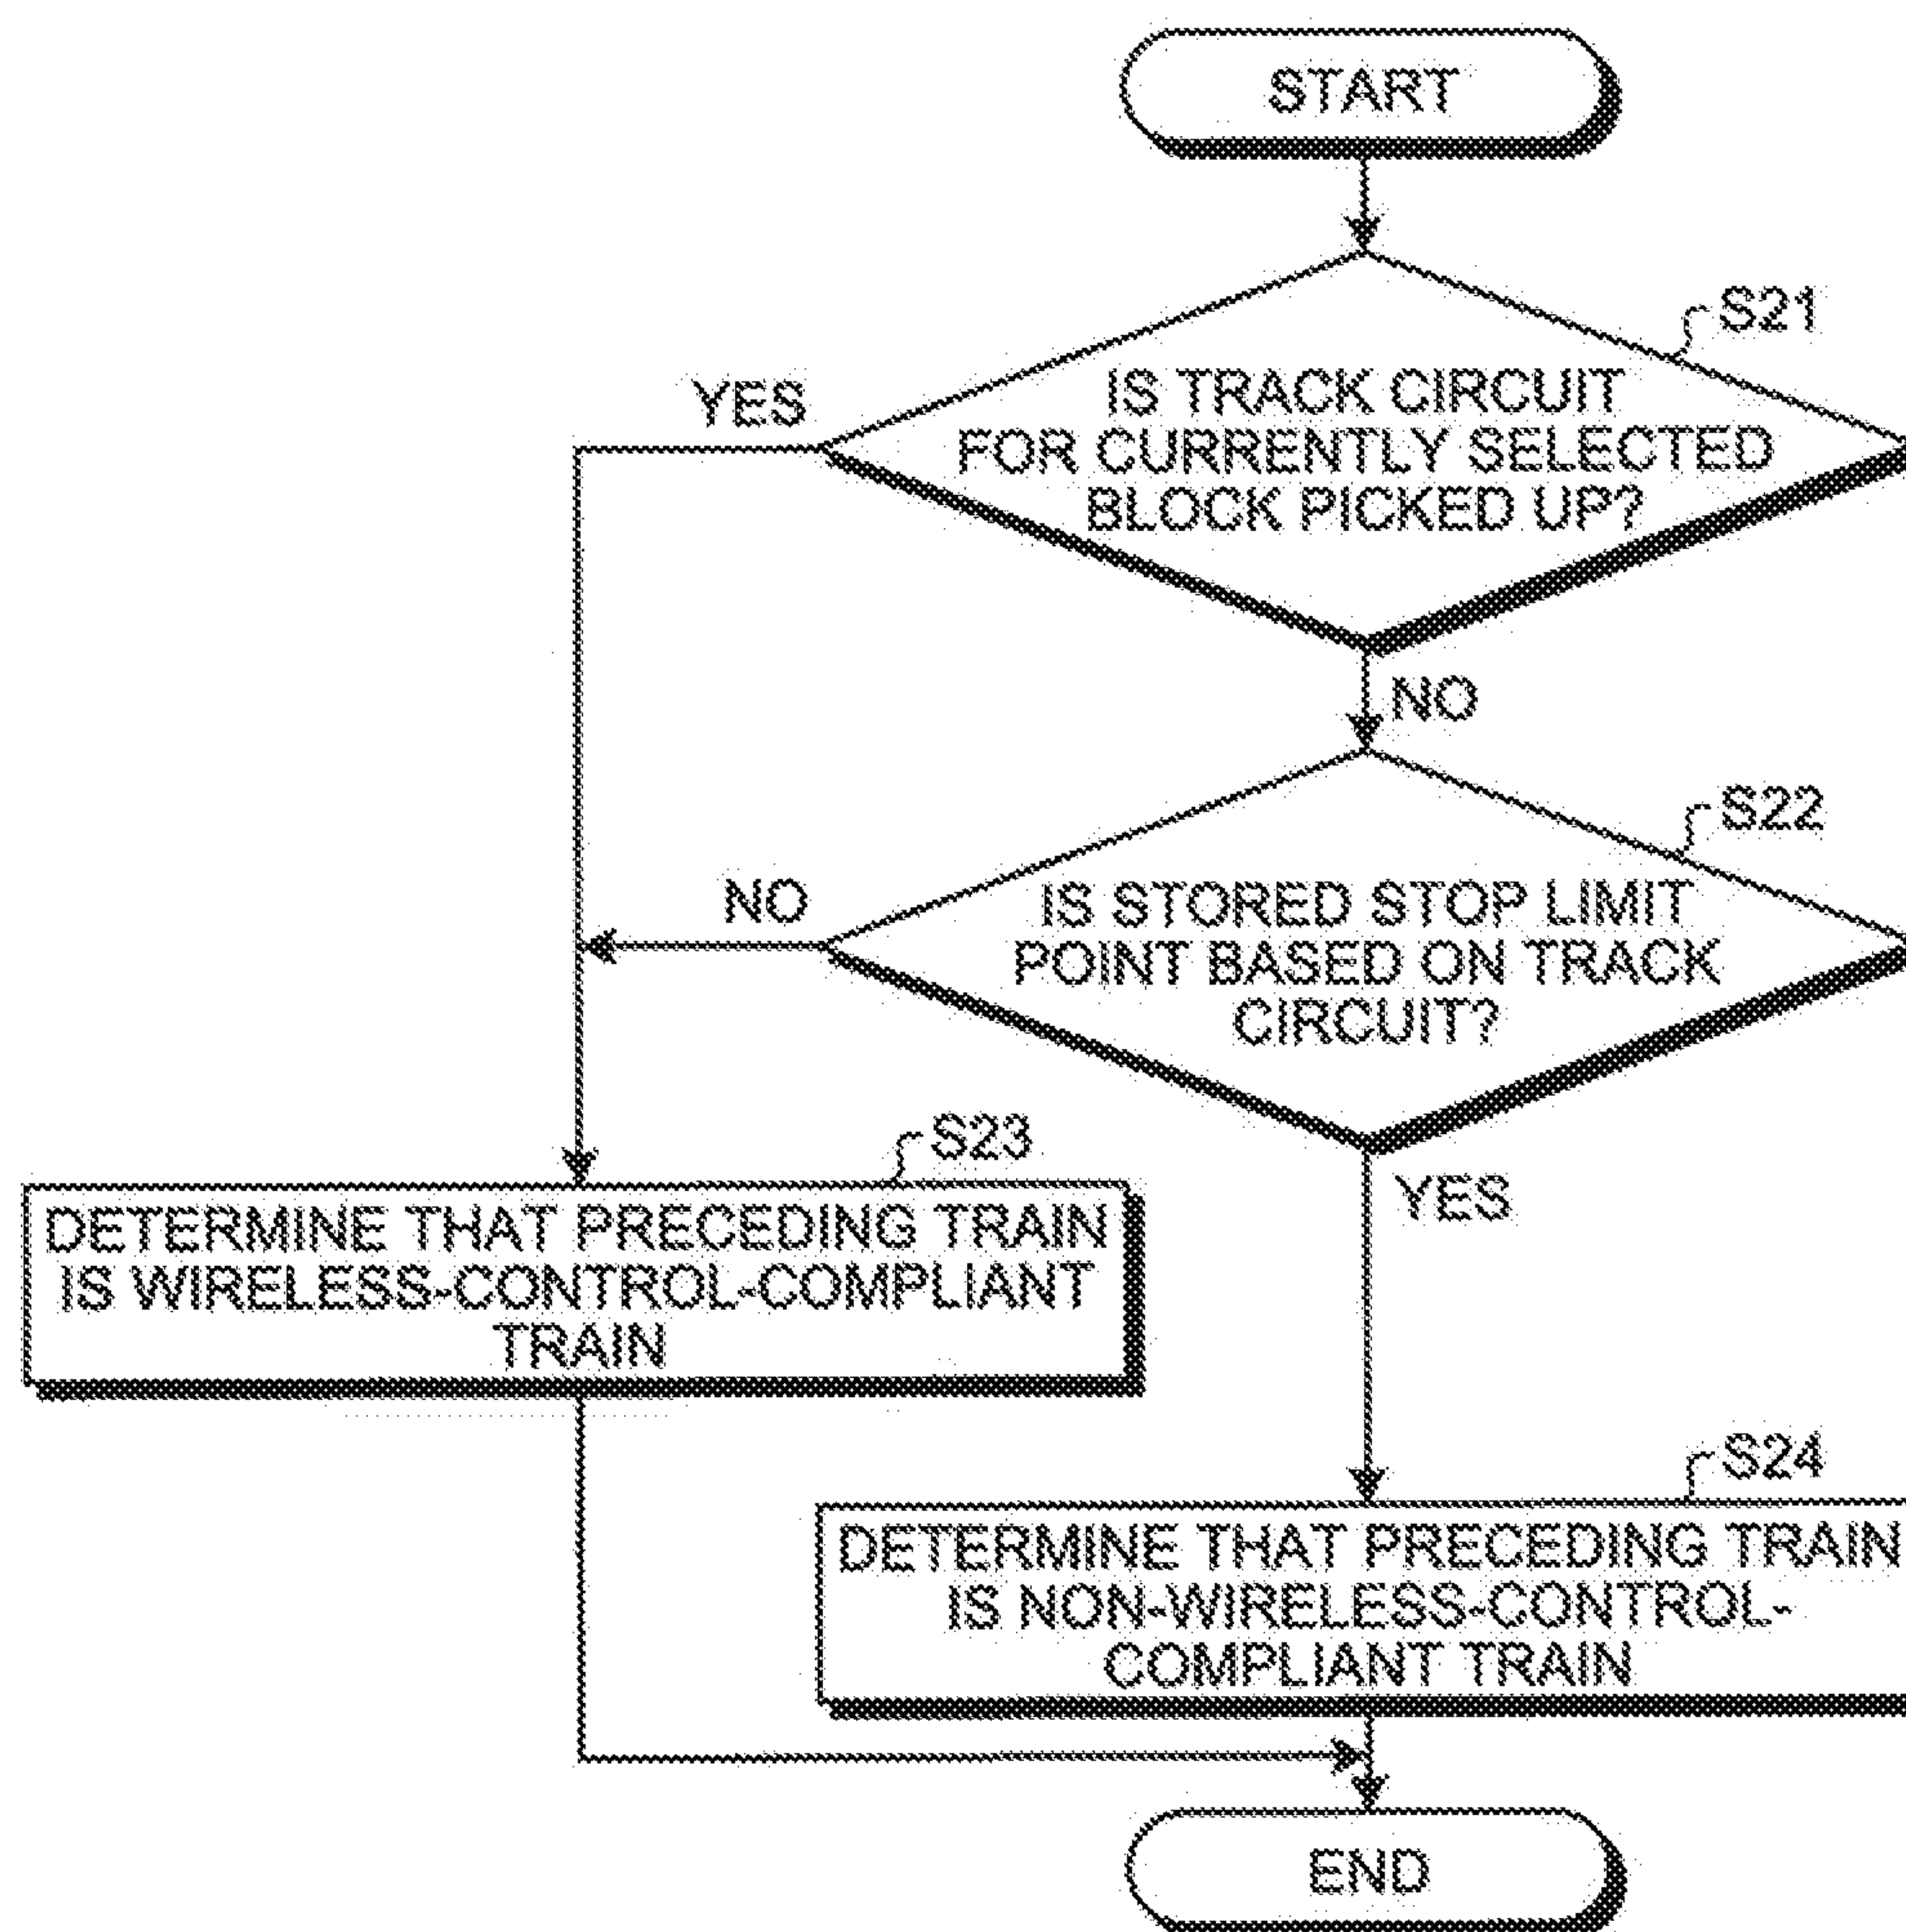 START
S21
IS TRACK CIRCUIT
FOR CURRENTLY SELECTED
BLOCK PICKED UP?
YES
NO
S22
IS STORED STOP LIMIT
POINT BASED ON TRACK
CIRCUIT?
NO
YES
S23
DETERMINE THAT PRECEDING TRAIN
IS WIRELESS-CONTROL-COMPLIANT
TRAIN
S24
DETERMINE THAT PRECEDING TRAIN
IS NON-WIRELESS-CONTROL-
COMPLIANT TRAIN
END